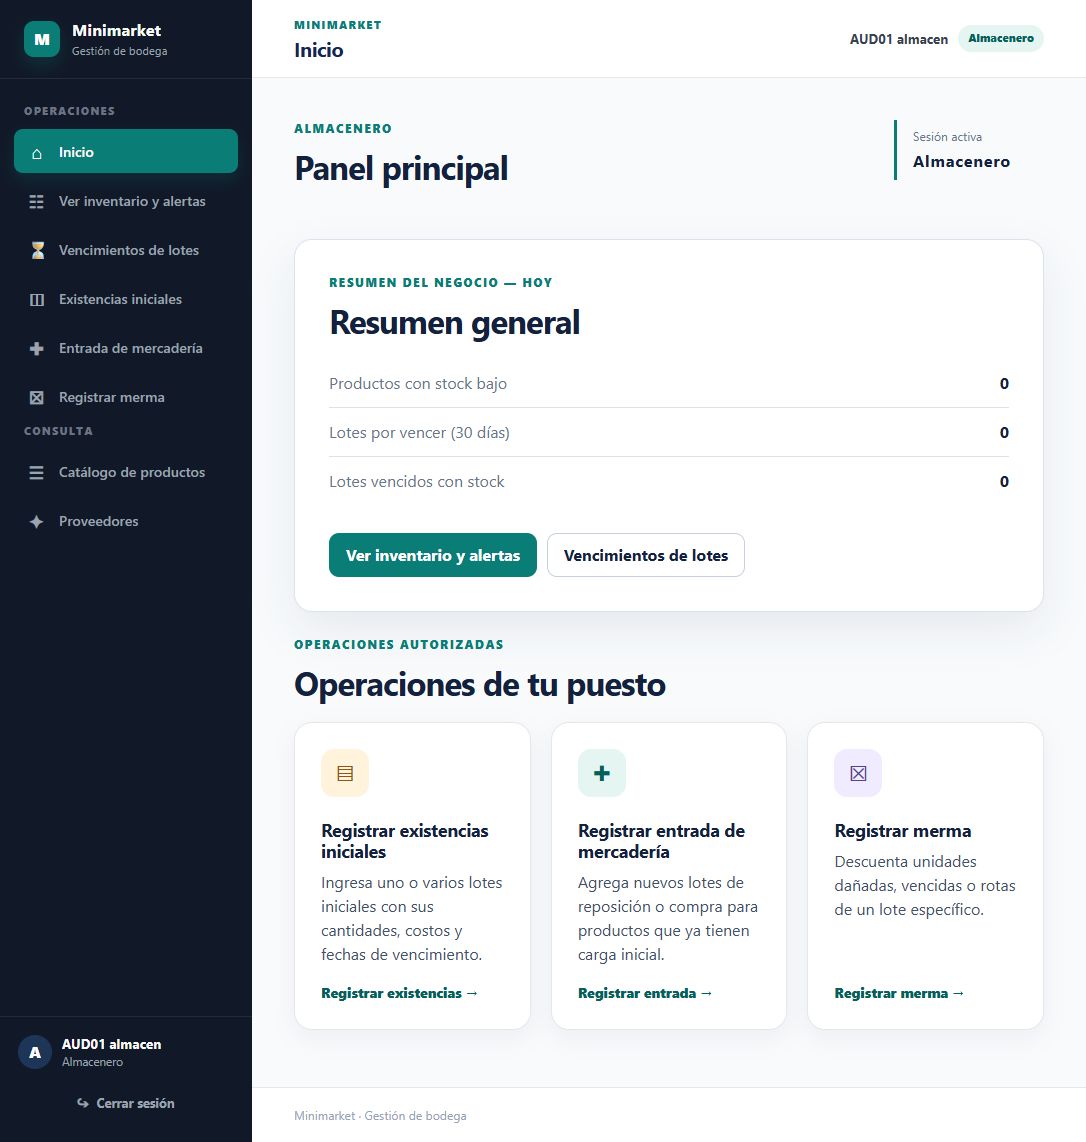 M
Minimarket
Gestión de bodega
OPERACIONES
Inicio
Ver inventario y alertas
Vencimientos de lotes
Existencias iniciales
Entrada de mercadería
Registrar merma
CONSULTA
Catálogo de productos
Proveedores
A
AUD01 almacen
Almacenero
Cerrar sesión
MINIMARKET
Inicio
AUD01 almacen
Almacenero
ALMACENERO
Panel principal
Sesión activa
Almacenero
RESUMEN DEL NEGOCIO — HOY
Resumen general
Productos con stock bajo 0
Lotes por vencer (30 días) 0
Lotes vencidos con stock 0
Ver inventario y alertas
Vencimientos de lotes
OPERACIONES AUTORIZADAS
Operaciones de tu puesto
Registrar existencias
iniciales
Ingresa uno o varios lotes
iniciales con sus
cantidades, costos y
fechas de vencimiento.
Registrar existencias →
Registrar entrada de
mercadería
Agrega nuevos lotes de
reposición o compra para
productos que ya tienen
carga inicial.
Registrar entrada →
Registrar merma
Descuenta unidades
dañadas, vencidas o rotas
de un lote específico.
Registrar merma →
Minimarket · Gestión de bodega